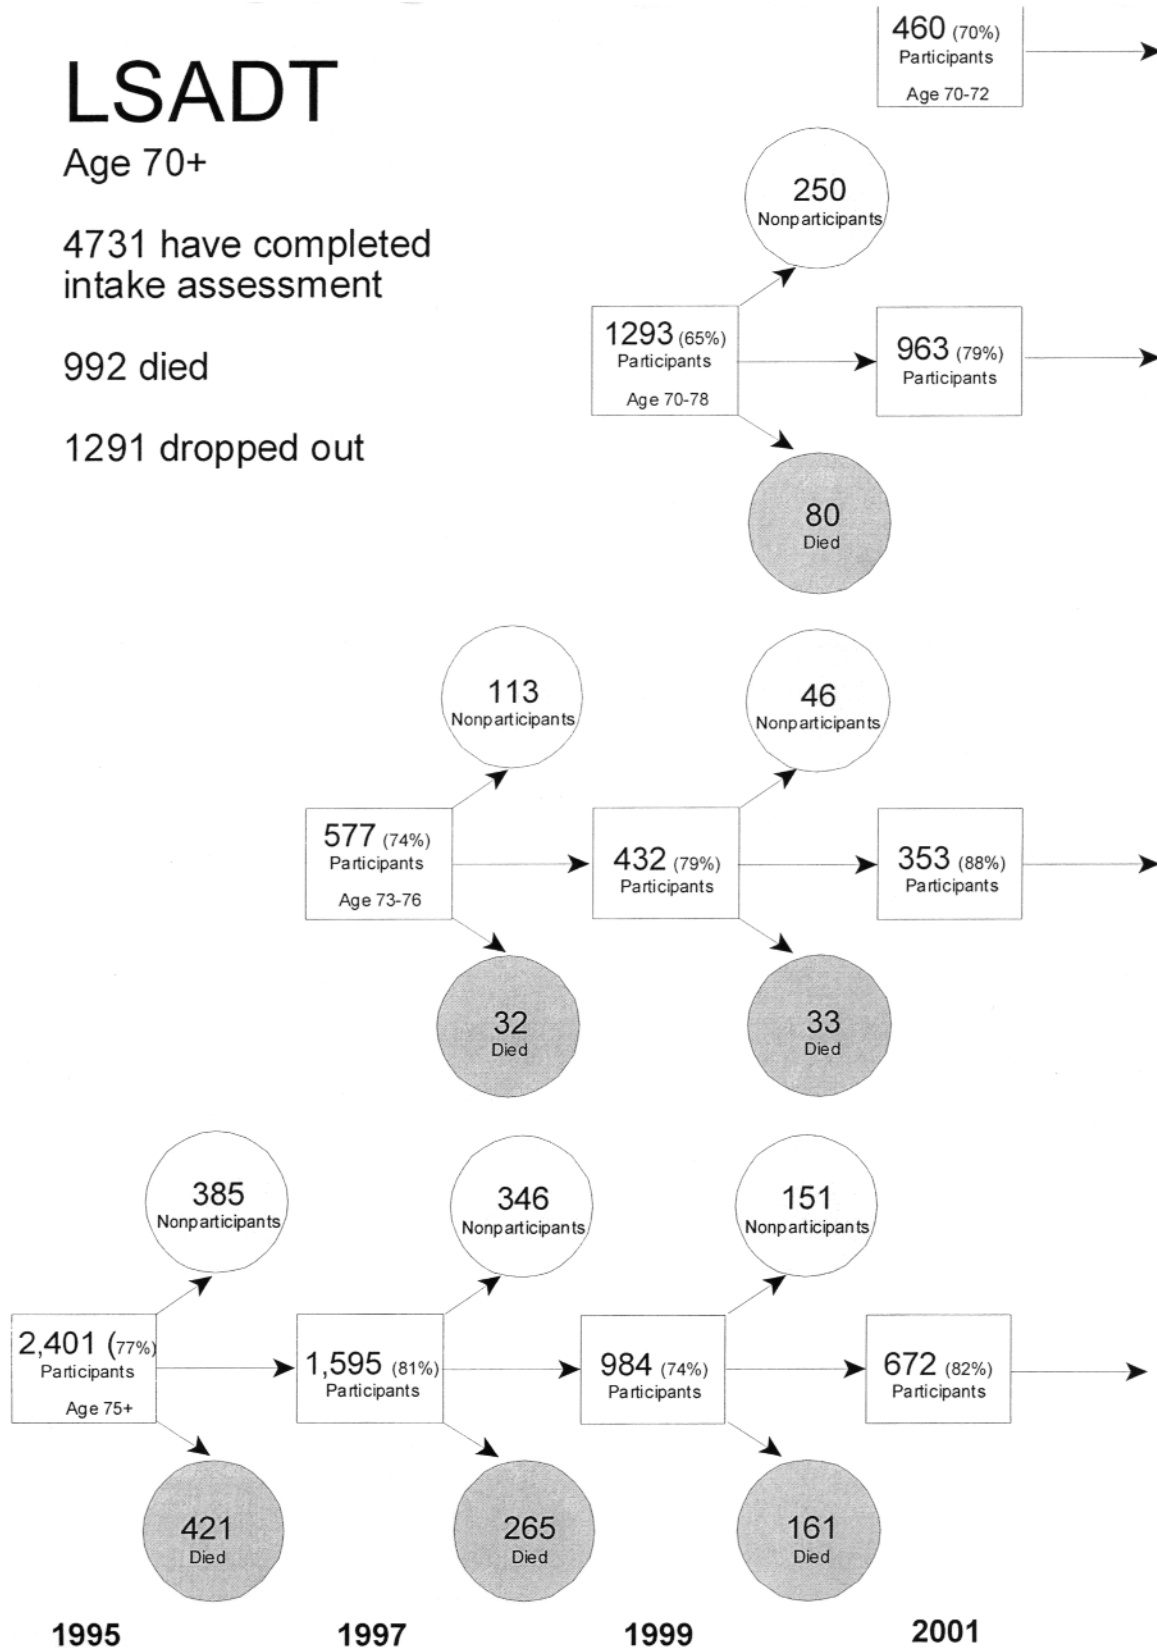 LSADT
Age 70+
4731 have completed
intake assessment
992 died
1291 dropped out
460 (70%)
Participants
Age 70-72
250
Nonparticipants
1293 (65%)
Participants
Age 70-78
963 (79%)
Participants
80
Died
113
Nonparticipants
46
Nonparticipants
577 (74%)
Participants
Age 73-76
432 (79%)
Participants
353 (88%)
Participants
32
Died
33
Died
385
Nonparticipants
346
Nonparticipants
151
Nonparticipants
2,401 (77%)
Participants
Age 75+
1,595 (81%)
Participants
984 (74%)
Participants
672 (82%)
Participants
421
Died
265
Died
161
Died
1995 1997 1999 2001